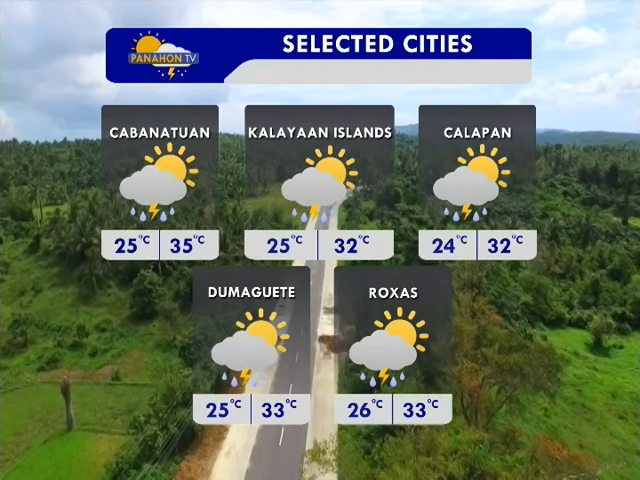 PANAHON TV
SELECTED CITIES
CABANATUAN
25°C 35°C
KALAYAAN ISLANDS
25°C 32°C
CALAPAN
24°C 32°C
DUMAGUETE
25°C 33°C
ROXAS
26°C 33°C